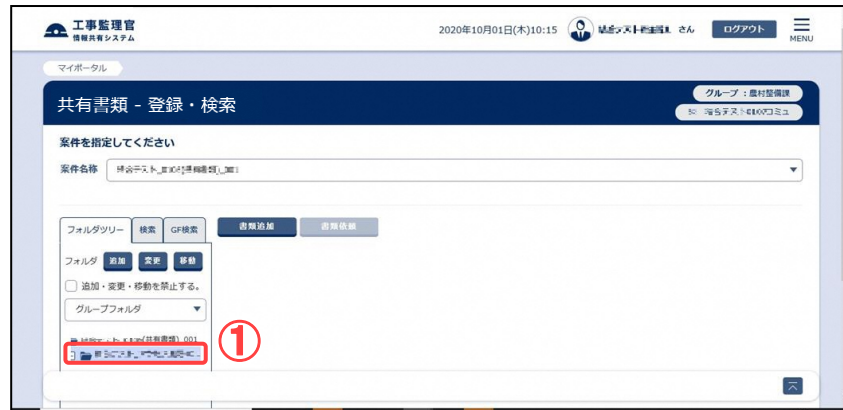 工事監理官
情報共有システム
2020年10月01日(木)10:15
さん
ログアウト
MENU
マイポータル
共有書類 - 登録・検索
グループ：農村整備課
案件を指定してください
案件名称
フォルダツリー 検索 GF検索
書類追加 書類依頼
フォルダ 追加 変更 移動
追加・変更・移動を禁止する。
グループフォルダ
(共有書類)_001
①